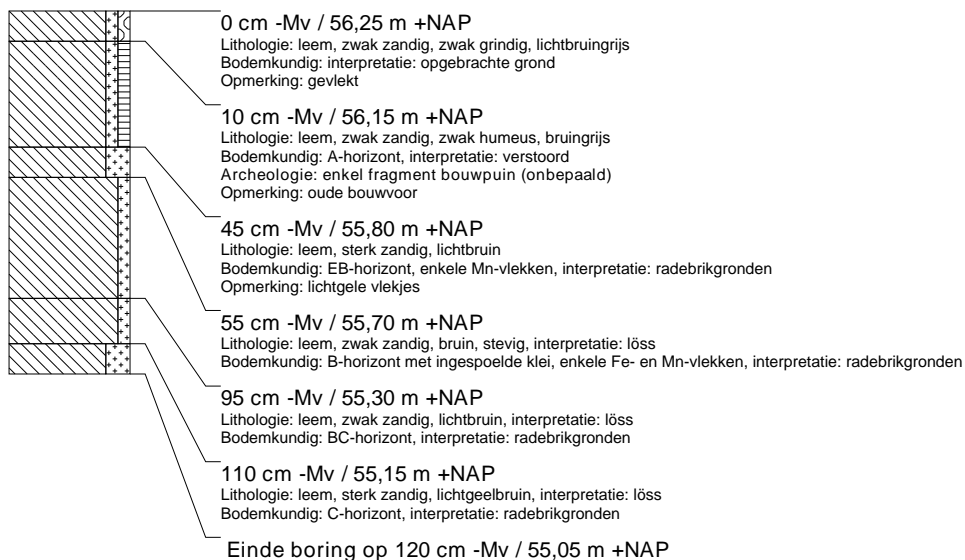 0 cm -Mv / 56,25 m +NAP
Lithologie: leem, zwak zandig, zwak grindig, lichtbruingrijs
Bodemkundig: interpretatie: opgebrachte grond
Opmerking: gevlekt
10 cm -Mv / 56,15 m +NAP
Lithologie: leem, zwak zandig, zwak humeus, bruingrijs
Bodemkundig: A-horizont, interpretatie: verstoord
Archeologie: enkel fragment bouwpuin (onbepaald)
Opmerking: oude bouwvoor
45 cm -Mv / 55,80 m +NAP
Lithologie: leem, sterk zandig, lichtbruin
Bodemkundig: EB-horizont, enkele Mn-vlekken, interpretatie: radebrikgronden
Opmerking: lichtgele vlekjes
55 cm -Mv / 55,70 m +NAP
Lithologie: leem, zwak zandig, bruin, stevig, interpretatie: löss
Bodemkundig: B-horizont met ingespoelde klei, enkele Fe- en Mn-vlekken, interpretatie: radebrikgronden
95 cm -Mv / 55,30 m +NAP
Lithologie: leem, zwak zandig, lichtbruin, interpretatie: löss
Bodemkundig: BC-horizont, interpretatie: radebrikgronden
110 cm -Mv / 55,15 m +NAP
Lithologie: leem, sterk zandig, lichtgeelbruin, interpretatie: löss
Bodemkundig: C-horizont, interpretatie: radebrikgronden
Einde boring op 120 cm -Mv / 55,05 m +NAP